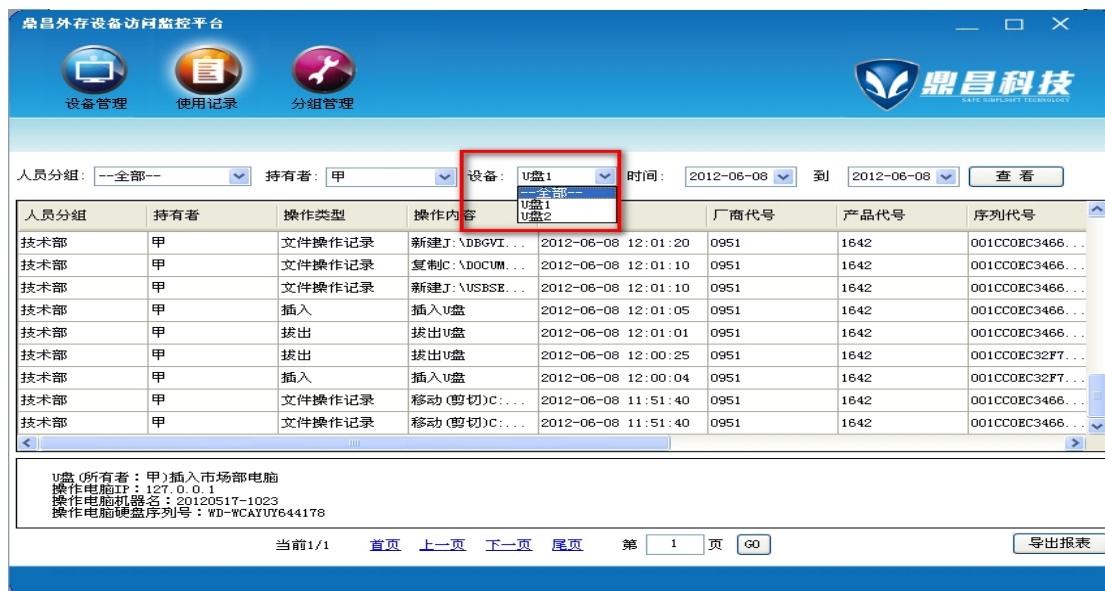 鼎昌外存设备访问监控平台
设备管理 使用记录 分组管理
鼎昌科技
SAFE SIMPLSOFT TECHNOLOGY
人员分组: --全部-- 持有者: 甲 设备: U盘1 时间: 2012-06-08 到 2012-06-08 查 看
--全部--
U盘1
U盘2
人员分组 持有者 操作类型 操作内容 厂商代号 产品代号 序列代号
技术部 甲 文件操作记录 新建J:\DBGVI... 2012-06-08 12:01:20 0951 1642 001CC0EC3466...
技术部 甲 文件操作记录 复制C:\DOCUM... 2012-06-08 12:01:10 0951 1642 001CC0EC3466...
技术部 甲 文件操作记录 新建J:\USBSE... 2012-06-08 12:01:10 0951 1642 001CC0EC3466...
技术部 甲 插入 插入U盘 2012-06-08 12:01:05 0951 1642 001CC0EC3466...
技术部 甲 拔出 拔出U盘 2012-06-08 12:01:01 0951 1642 001CC0EC3466...
技术部 甲 拔出 拔出U盘 2012-06-08 12:00:25 0951 1642 001CC0EC32F7...
技术部 甲 插入 插入U盘 2012-06-08 12:00:04 0951 1642 001CC0EC32F7...
技术部 甲 文件操作记录 移动(剪切)C:... 2012-06-08 11:51:40 0951 1642 001CC0EC3466...
技术部 甲 文件操作记录 移动(剪切)C:... 2012-06-08 11:51:40 0951 1642 001CC0EC3466...
U盘(所有者：甲)插入市场部电脑
操作电脑IP：127.0.0.1
操作电脑机器名：20120517-1023
操作电脑硬盘序列号：WD-WCAYUY644178
当前1/1 首页 上一页 下一页 尾页 第 1 页 GO 导出报表